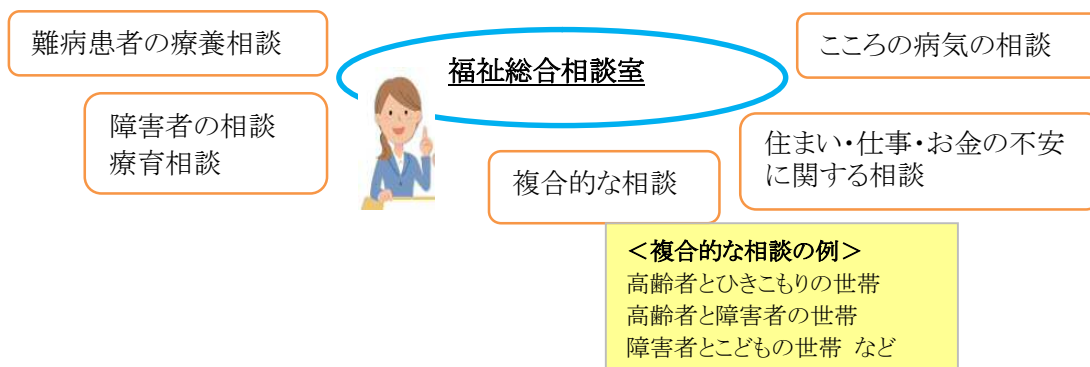 難病患者の療養相談
福祉総合相談室
こころの病気の相談
障害者の相談
療育相談
複合的な相談
住まい・仕事・お金の不安
に関する相談
＜複合的な相談の例＞
高齢者とひきこもりの世帯
高齢者と障害者の世帯
障害者とこどもの世帯 など